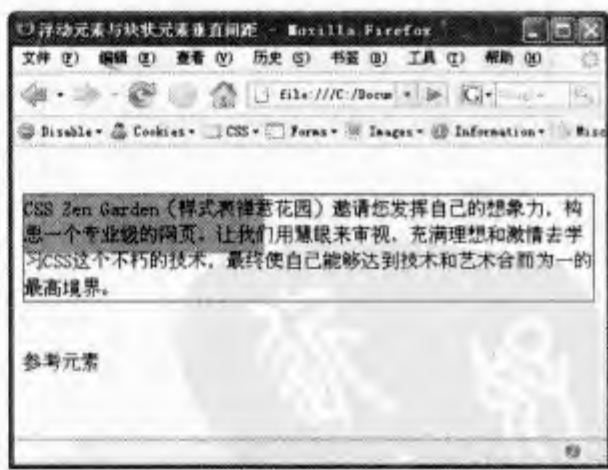 浮动元素与块状元素垂直间距 - Mozilla Firefox
文件 (F) 编辑 (E) 查看 (V) 历史 (S) 书签 (B) 工具 (T) 帮助 (H)
file:///C:/Docum
Disable Cookies CSS Forms Images Information Misc
CSS Zen Garden（样式表禅意花园）邀请您发挥自己的想象力，构
思一个专业级的网页。让我们用慧眼来审视，充满理想和激情去学
习CSS这个不朽的技术，最终使自己能够达到技术和艺术合而为一的
最高境界。
参考元素